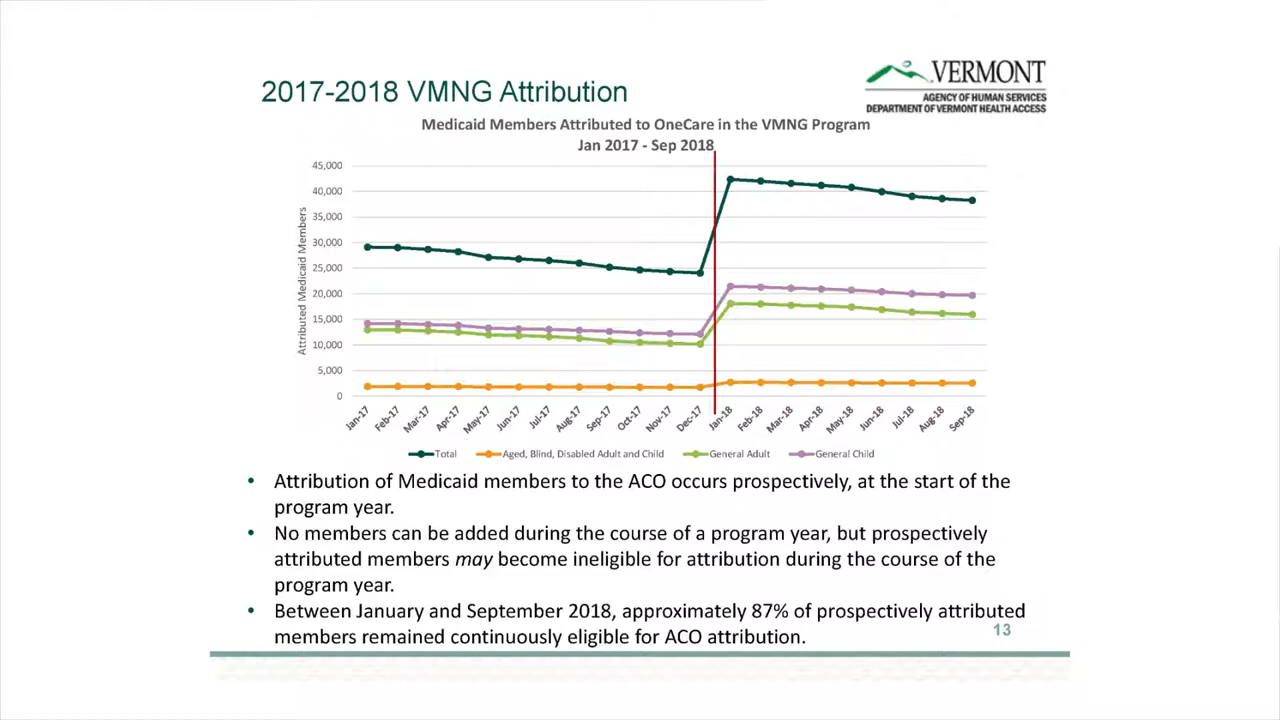 VERMONT
AGENCY OF HUMAN SERVICES
DEPARTMENT OF VERMONT HEALTH ACCESS
2017-2018 VMNG Attribution
Medicaid Members Attributed to OneCare in the VMNG Program
Jan 2017 - Sep 2018
Attributed Medicaid Members
45,000
40,000
35,000
30,000
25,000
20,000
15,000
10,000
5,000
0
Jan-17 Feb-17 Mar-17 Apr-17 May-17 Jun-17 Jul-17 Aug-17 Sep-17 Oct-17 Nov-17 Dec-17 Jan-18 Feb-18 Mar-18 Apr-18 May-18 Jun-18 Jul-18 Aug-18 Sep-18
Total Aged, Blind, Disabled Adult and Child General Adult General Child
• Attribution of Medicaid members to the ACO occurs prospectively, at the start of the
program year.
• No members can be added during the course of a program year, but prospectively
attributed members may become ineligible for attribution during the course of the
program year.
• Between January and September 2018, approximately 87% of prospectively attributed
members remained continuously eligible for ACO attribution.
13